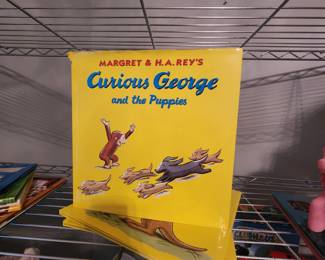 MARGRET & H.A.REY'S
Curious George
and the Puppies